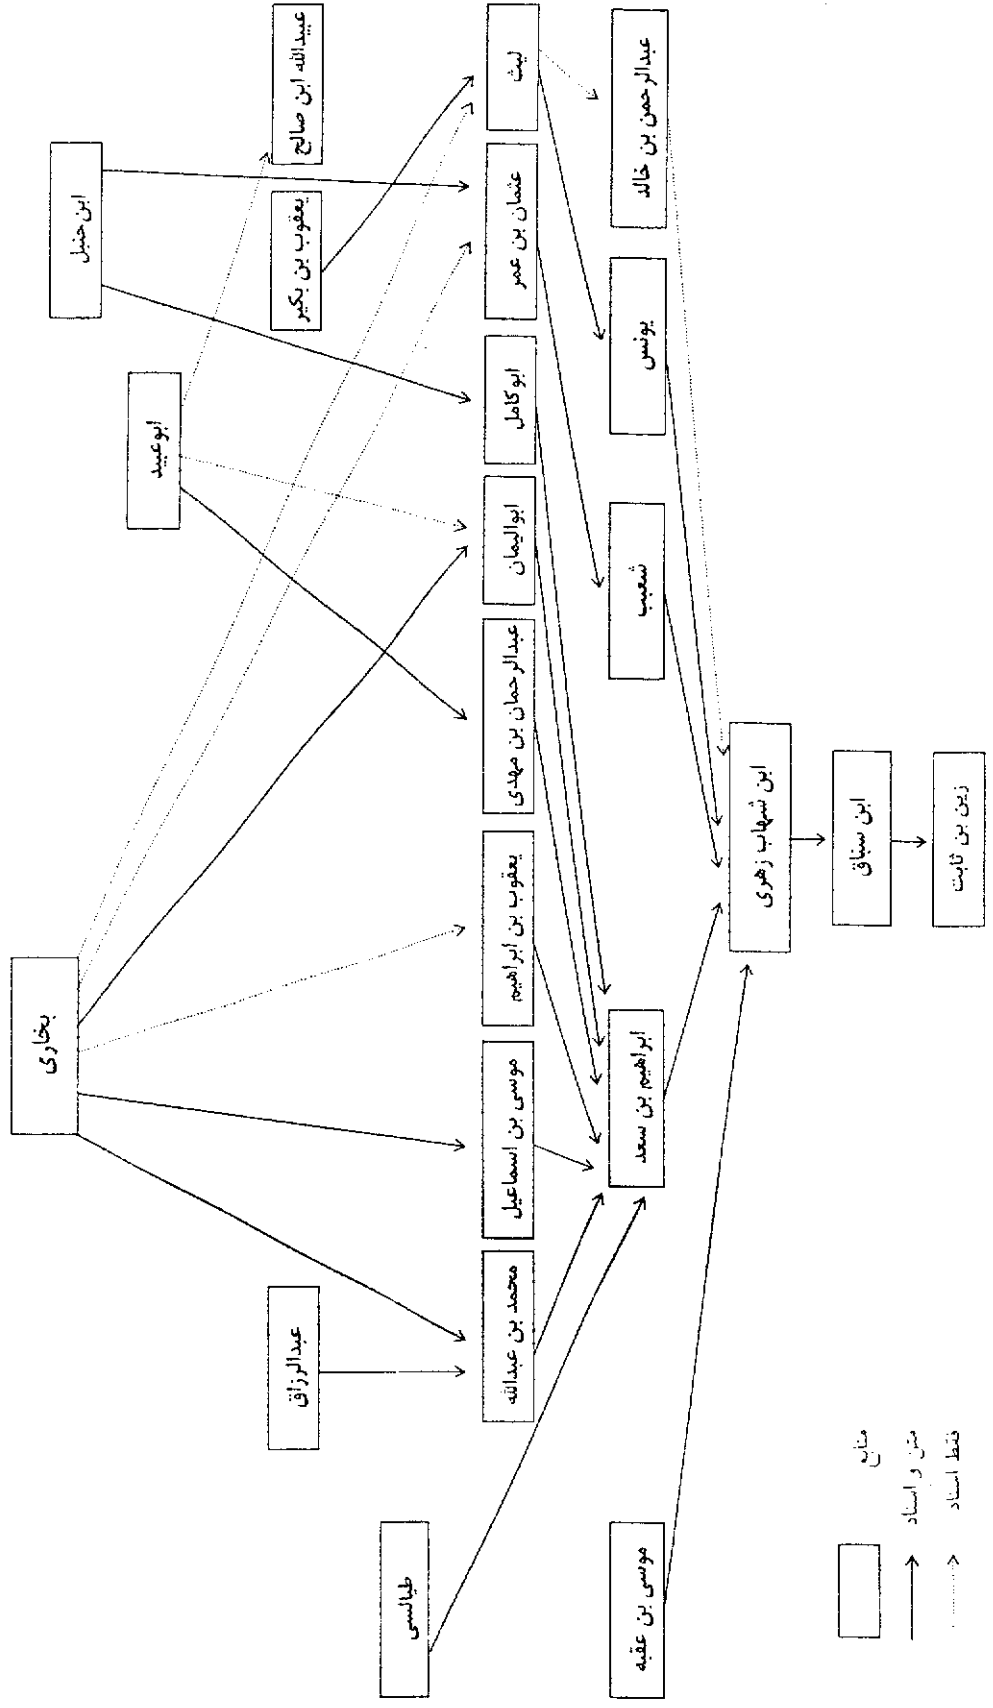 بخاری
ابن حنبل
ابوعبید
عبدالرزاق
یعقوب بن بکیر
عبیدالله ابن صالح
طیالسی
محمد بن عبدالله
موسی بن اسماعیل
یعقوب بن ابراهیم
عبدالرحمان بن مهدی
ابوالیمان
ابوکامل
عثمان بن عمر
لیث
موسی بن عقبه
ابراهیم بن سعد
شعیب
یونس
عبدالرحمن بن خالد
ابن شهاب زهری
ابن سباق
زین بن ثابت
منابع
متن و اسناد
فقط اسناد